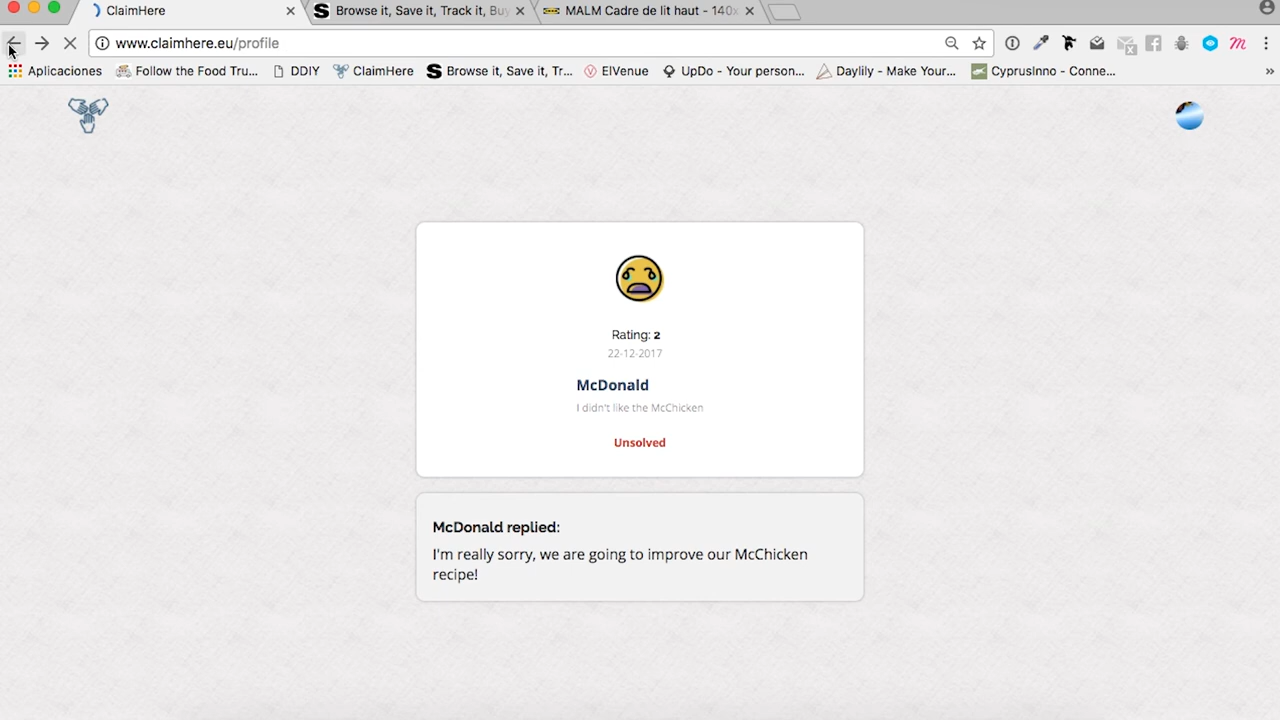 ClaimHere
Browse it, Save it, Track it, Buy
MALM Cadre de lit haut - 140x
www.claimhere.eu/profile
Aplicaciones
Follow the Food Tru...
DDIY
ClaimHere
Browse it, Save it, Tr...
ElVenue
UpDo - Your person...
Daylily - Make Your...
CyprusInno - Conne...
»
Rating: 2
22-12-2017
McDonald
I didn't like the McChicken
Unsolved
McDonald replied:
I'm really sorry, we are going to improve our McChicken
recipe!